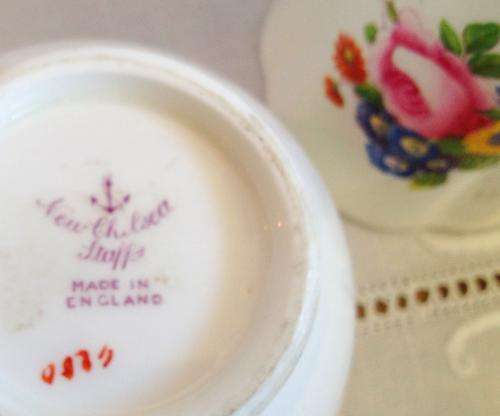 New Chelsea
Staffs
MADE IN
ENGLAND